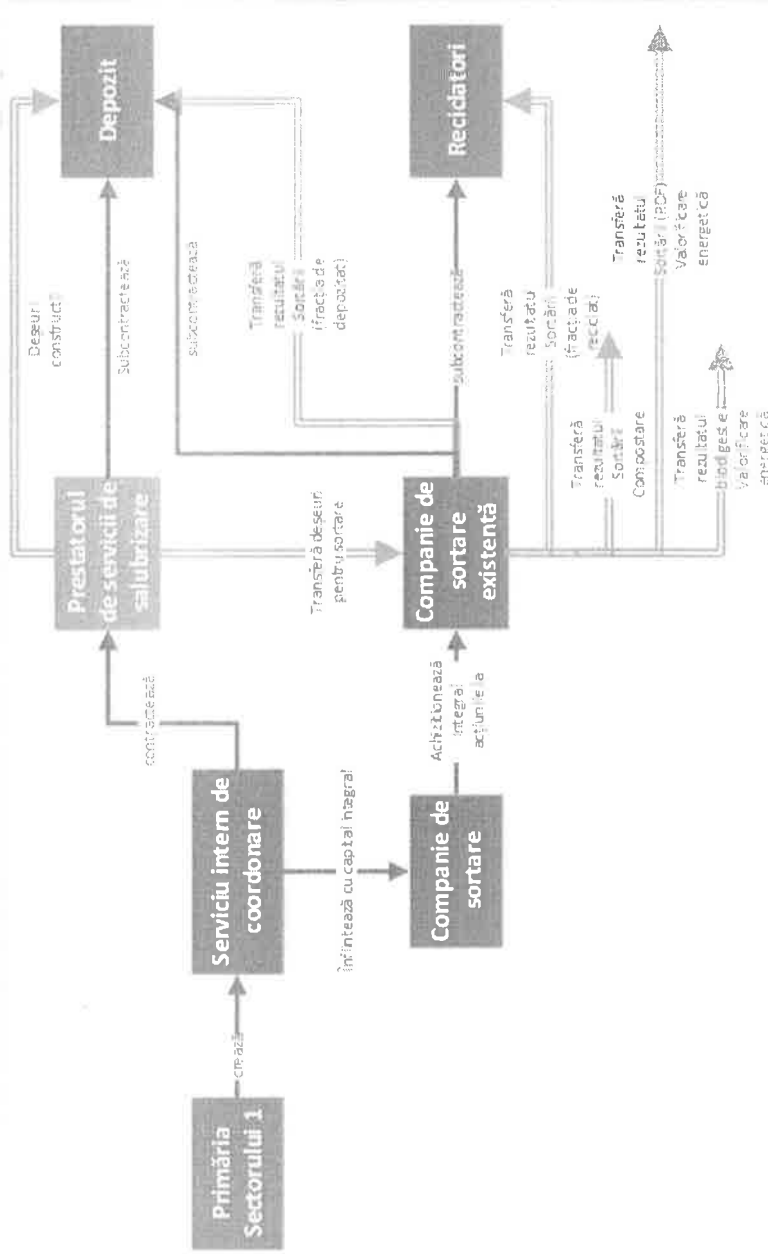 Primăria
Sectorului 1
crează
Serviciu intern de
coordonare
contractează
Înființează cu capital integral
Companie de
sortare
Achiziționează
integral
acțiunile la
Prestatorul
de servicii de
salubrizare
Transferă deșeuri
pentru sortare
Companie de
sortare
existentă
Deșeuri
construcții
Subcontractează
subcontractează
Transferă
rezultatul
Sortării
(fracția de
depozitat)
subcontractează
Transferă
rezultatul
Sortării
(fracția de
reciclat)
Transferă
rezultatul
Sortării
Compostare
Transferă
rezultatul
Sortării (RDF)
Valorificare
energetică
Transferă
rezultatul
biodigestie
Valorificare
energetică
Depozit
Reciclatori